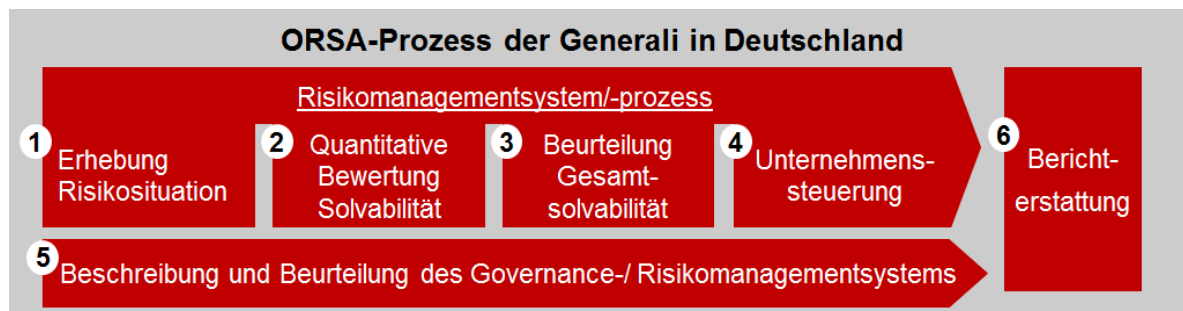 ORSA-Prozess der Generali in Deutschland
Risikomanagementsystem/-prozess
1
Erhebung
Risikosituation
2
Quantitative
Bewertung
Solvabilität
3
Beurteilung
Gesamt-
solvabilität
4
Unternehmens-
steuerung
5
Beschreibung und Beurteilung des Governance-/ Risikomanagementsystems
6
Bericht-
erstattung